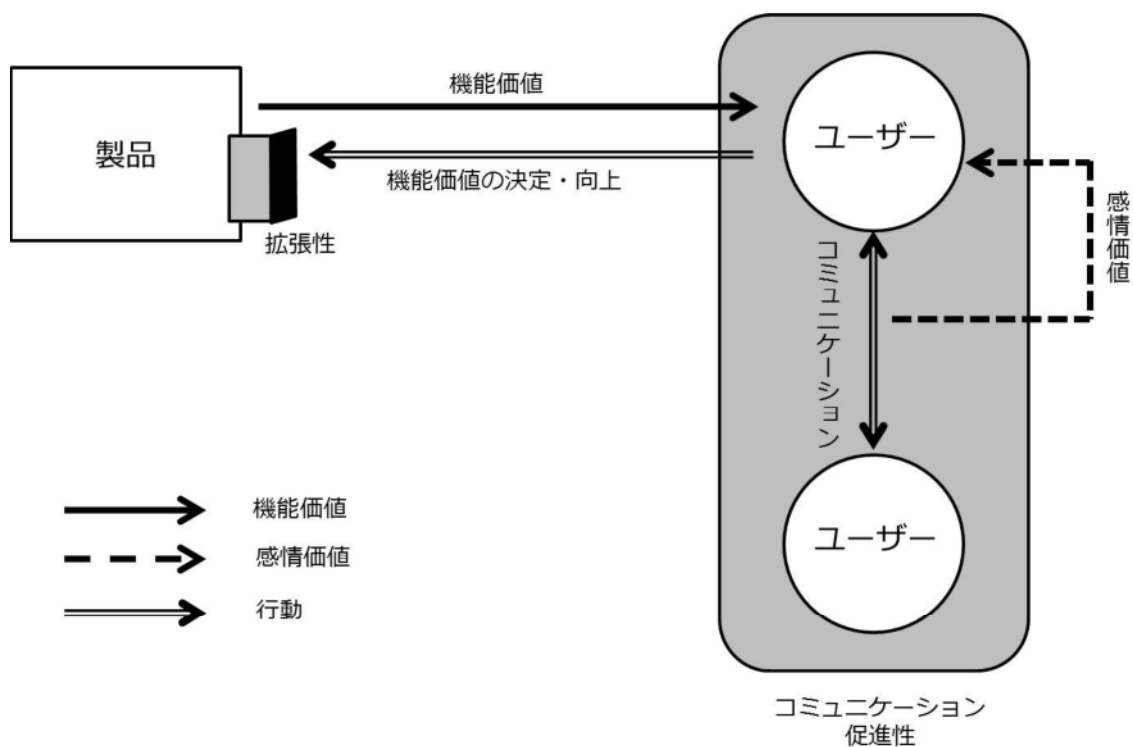 機能価値
製品
ユーザー
機能価値の決定・向上
拡張性
感情価値
コミュニケーション
機能価値
感情価値
行動
ユーザー
コミュニケーション
促進性